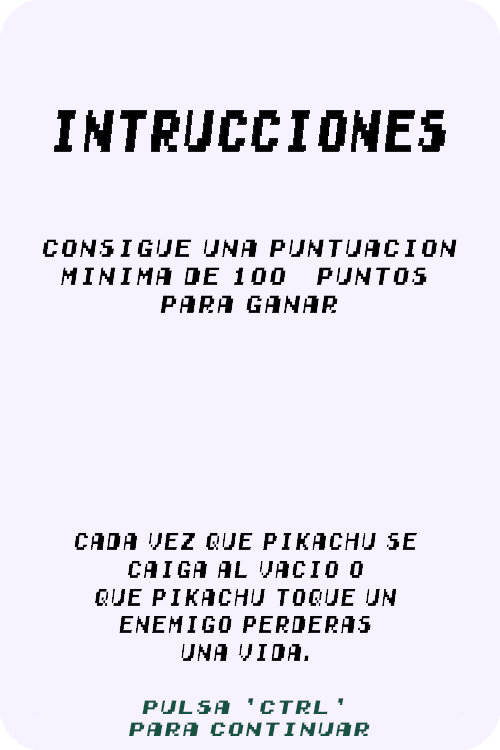 INTRUCCIONES
CONSIGUE UNA PUNTUACION
MINIMA DE 100 PUNTOS
PARA GANAR
CADA VEZ QUE PIKACHU SE
CAIGA AL VACIO O
QUE PIKACHU TOQUE UN
ENEMIGO PERDERAS
UNA VIDA.
PULSA 'CTRL'
PARA CONTINUAR